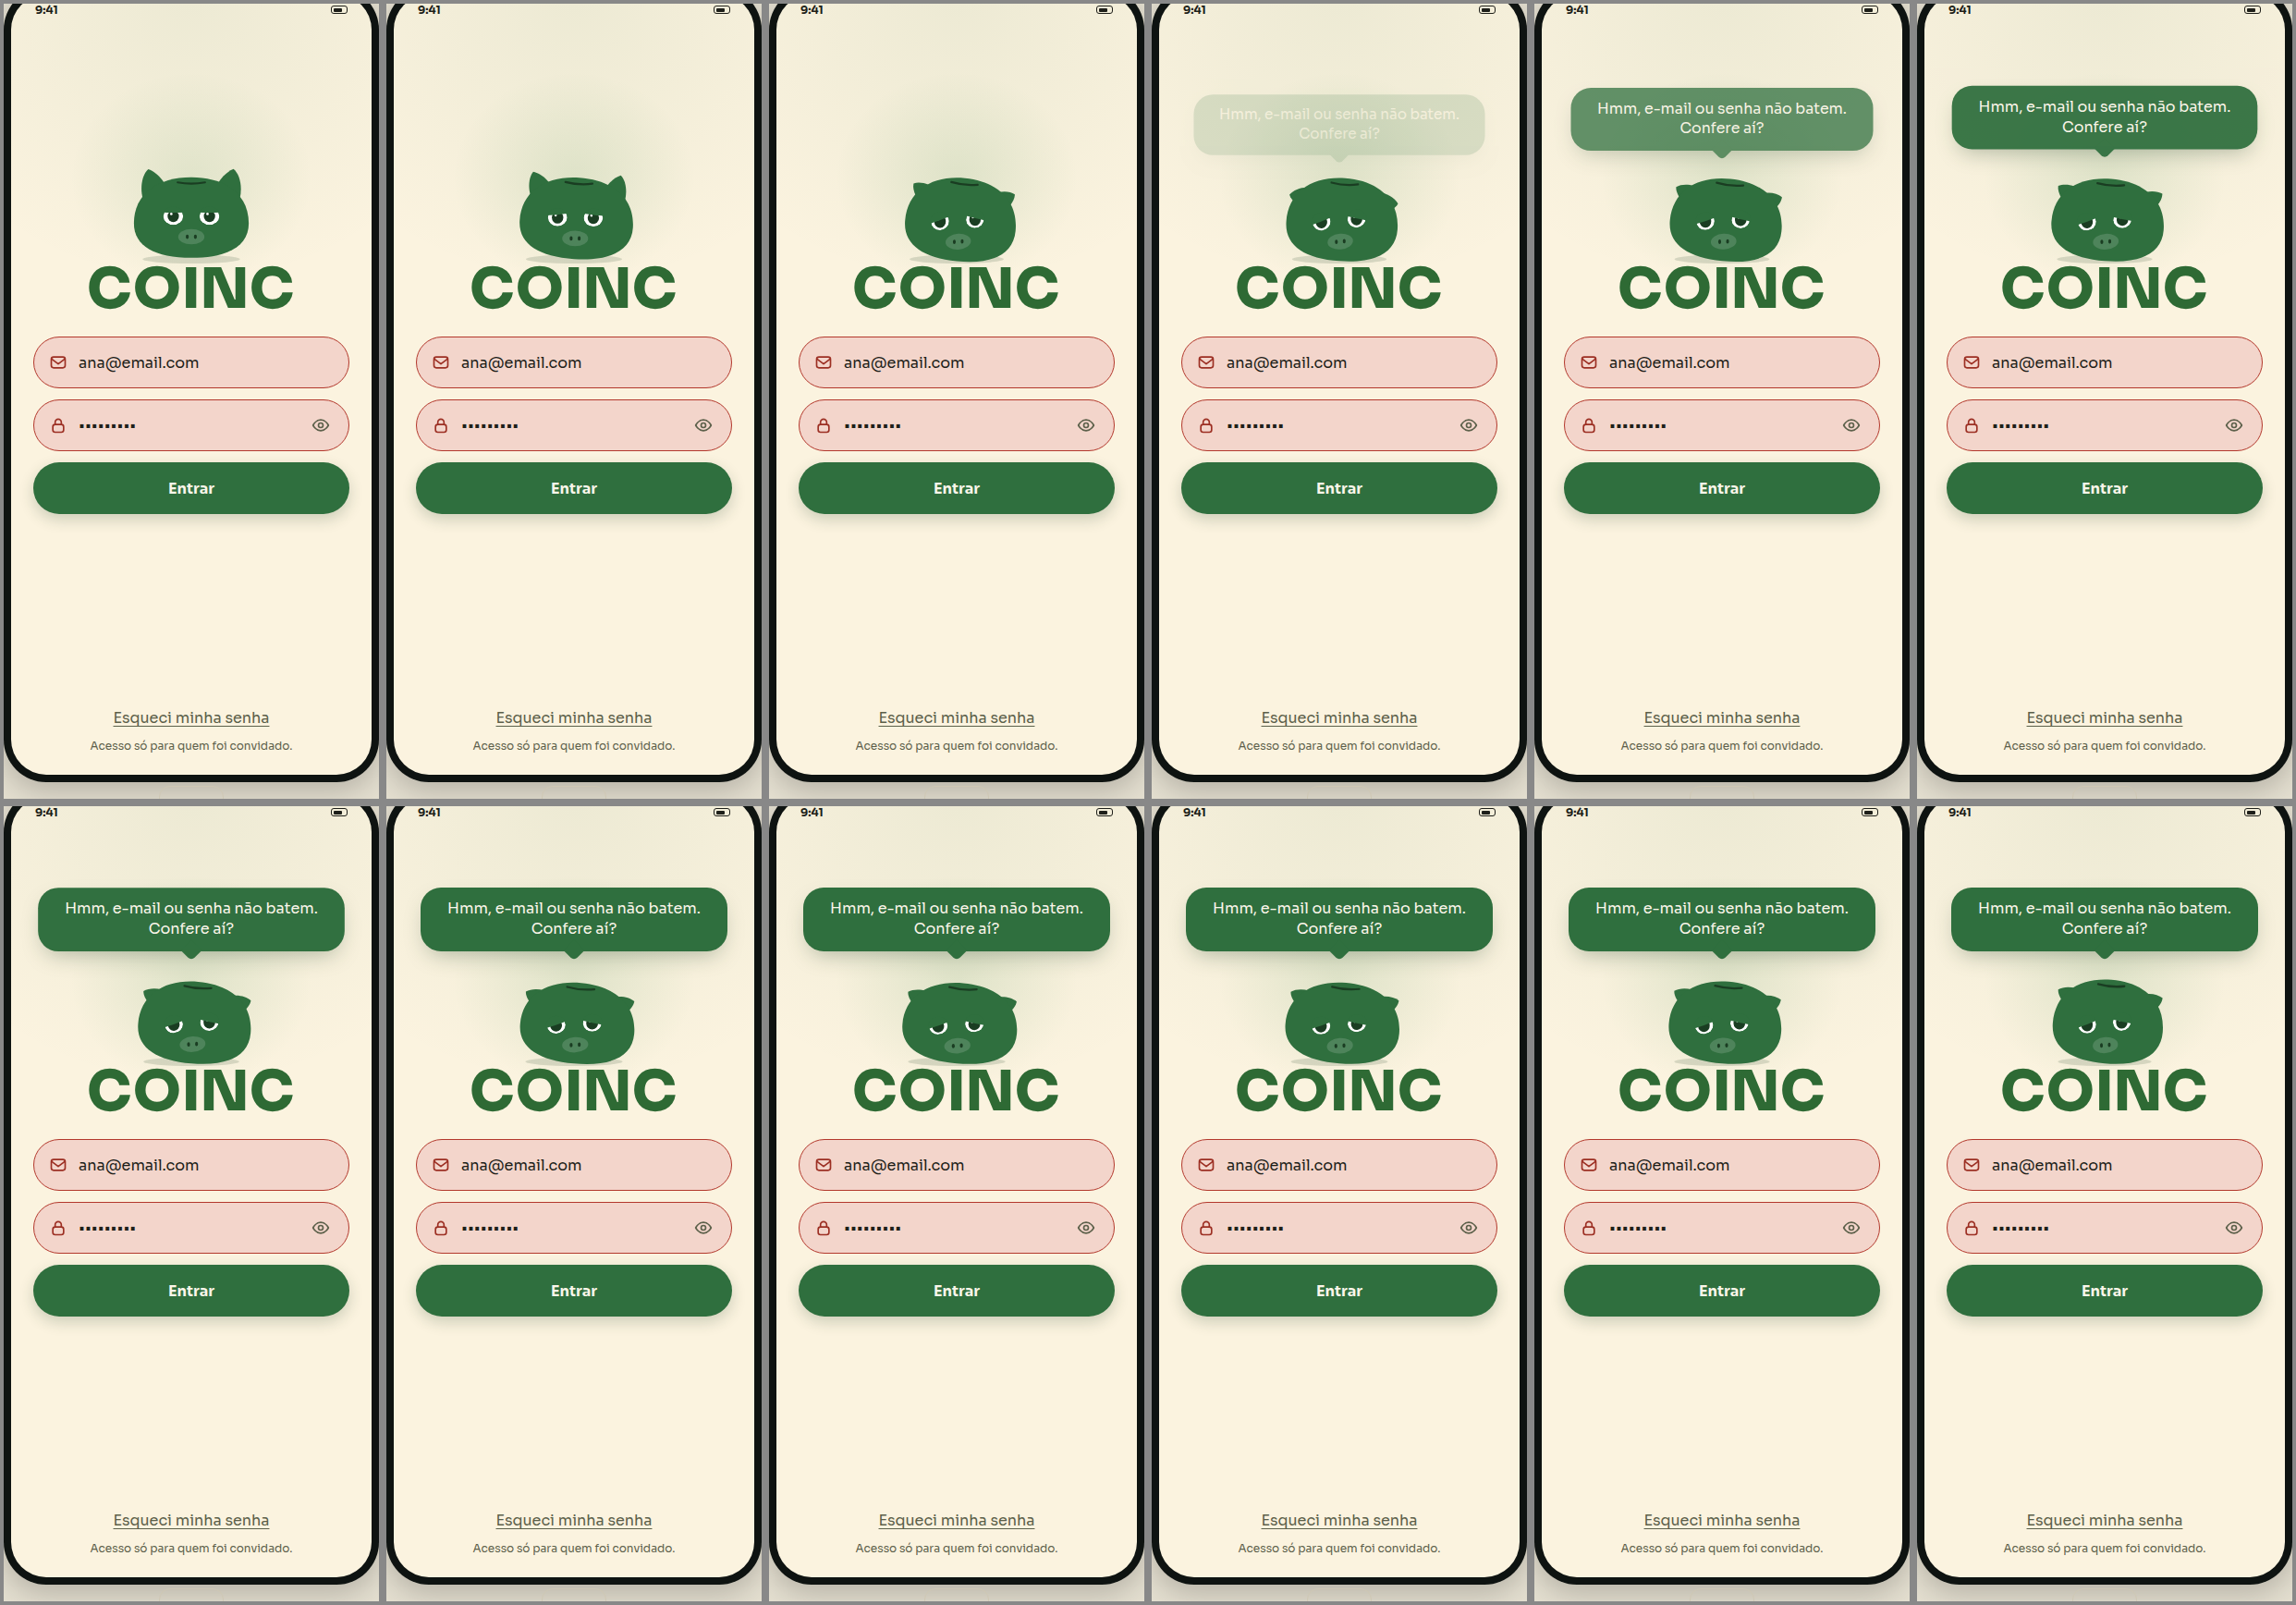 9:41
COINC
ana@email.com
•••••••••
Entrar
Esqueci minha senha
Acesso só para quem foi convidado.
9:41
COINC
ana@email.com
•••••••••
Entrar
Esqueci minha senha
Acesso só para quem foi convidado.
9:41
COINC
ana@email.com
•••••••••
Entrar
Esqueci minha senha
Acesso só para quem foi convidado.
9:41
Hmm, e-mail ou senha não batem.
Confere aí?
COINC
ana@email.com
•••••••••
Entrar
Esqueci minha senha
Acesso só para quem foi convidado.
9:41
Hmm, e-mail ou senha não batem.
Confere aí?
COINC
ana@email.com
•••••••••
Entrar
Esqueci minha senha
Acesso só para quem foi convidado.
9:41
Hmm, e-mail ou senha não batem.
Confere aí?
COINC
ana@email.com
•••••••••
Entrar
Esqueci minha senha
Acesso só para quem foi convidado.
9:41
Hmm, e-mail ou senha não batem.
Confere aí?
COINC
ana@email.com
•••••••••
Entrar
Esqueci minha senha
Acesso só para quem foi convidado.
9:41
Hmm, e-mail ou senha não batem.
Confere aí?
COINC
ana@email.com
•••••••••
Entrar
Esqueci minha senha
Acesso só para quem foi convidado.
9:41
Hmm, e-mail ou senha não batem.
Confere aí?
COINC
ana@email.com
•••••••••
Entrar
Esqueci minha senha
Acesso só para quem foi convidado.
9:41
Hmm, e-mail ou senha não batem.
Confere aí?
COINC
ana@email.com
•••••••••
Entrar
Esqueci minha senha
Acesso só para quem foi convidado.
9:41
Hmm, e-mail ou senha não batem.
Confere aí?
COINC
ana@email.com
•••••••••
Entrar
Esqueci minha senha
Acesso só para quem foi convidado.
9:41
Hmm, e-mail ou senha não batem.
Confere aí?
COINC
ana@email.com
•••••••••
Entrar
Esqueci minha senha
Acesso só para quem foi convidado.